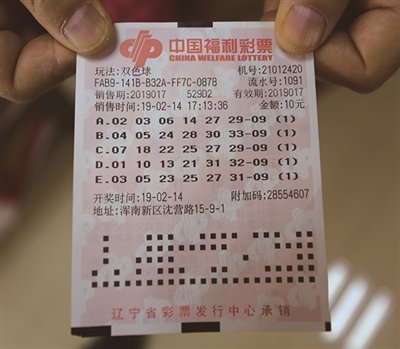 中国福利彩票
CHINA WELFARE LOTTERY
玩法:双色球 机号:21012420
FAB9-141B-B32A-FF7C-0878 流水号:1091
销售期:2019017 529D2 有效期:2019017
销售时间:19-02-14 17:13:36 金额:10元
A.02 03 06 14 27 29-09 (1)
B.04 05 24 28 30 33-09 (1)
C.07 18 22 25 29 32-09 (1)
D.01 10 13 21 31 32-09 (1)
E.03 05 23 25 27 31-09 (1)
开奖时间:19-02-14 附加码:28554607
地址:浑南新区沈营路15-9-1
辽宁省彩票发行中心承销